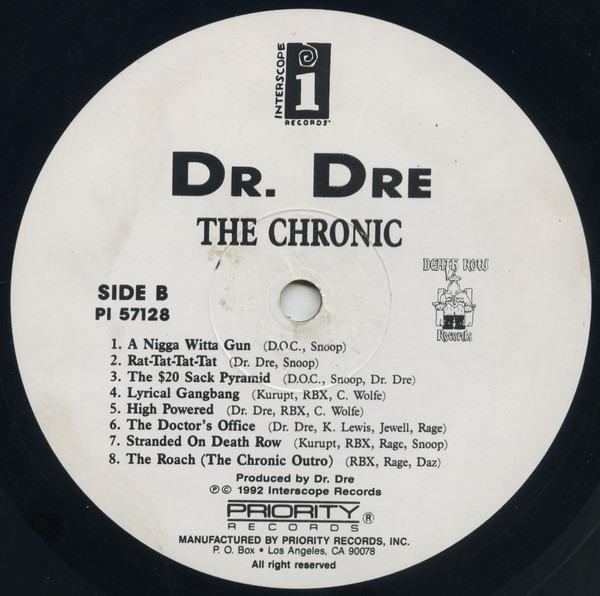 INTERSCOPE
i
RECORDS
DR. DRE
THE CHRONIC
DEATH ROW
Records
SIDE B
PI 57128
1. A Nigga Witta Gun (D.O.C., Snoop)
2. Rat-Tat-Tat-Tat (Dr. Dre, Snoop)
3. The $20 Sack Pyramid (D.O.C., Snoop, Dr. Dre)
4. Lyrical Gangbang (Kurupt, RBX, C. Wolfe)
5. High Powered (Dr. Dre, RBX, C. Wolfe)
6. The Doctor's Office (Dr. Dre, K. Lewis, Jewell, Rage)
7. Stranded On Death Row (Kurupt, RBX, Rage, Snoop)
8. The Roach (The Chronic Outro) (RBX, Rage, Daz)
Produced by Dr. Dre
℗© 1992 Interscope Records
PRIORITY
RECORDS ®
MANUFACTURED BY PRIORITY RECORDS, INC.
P. O. Box • Los Angeles, CA 90078
All right reserved